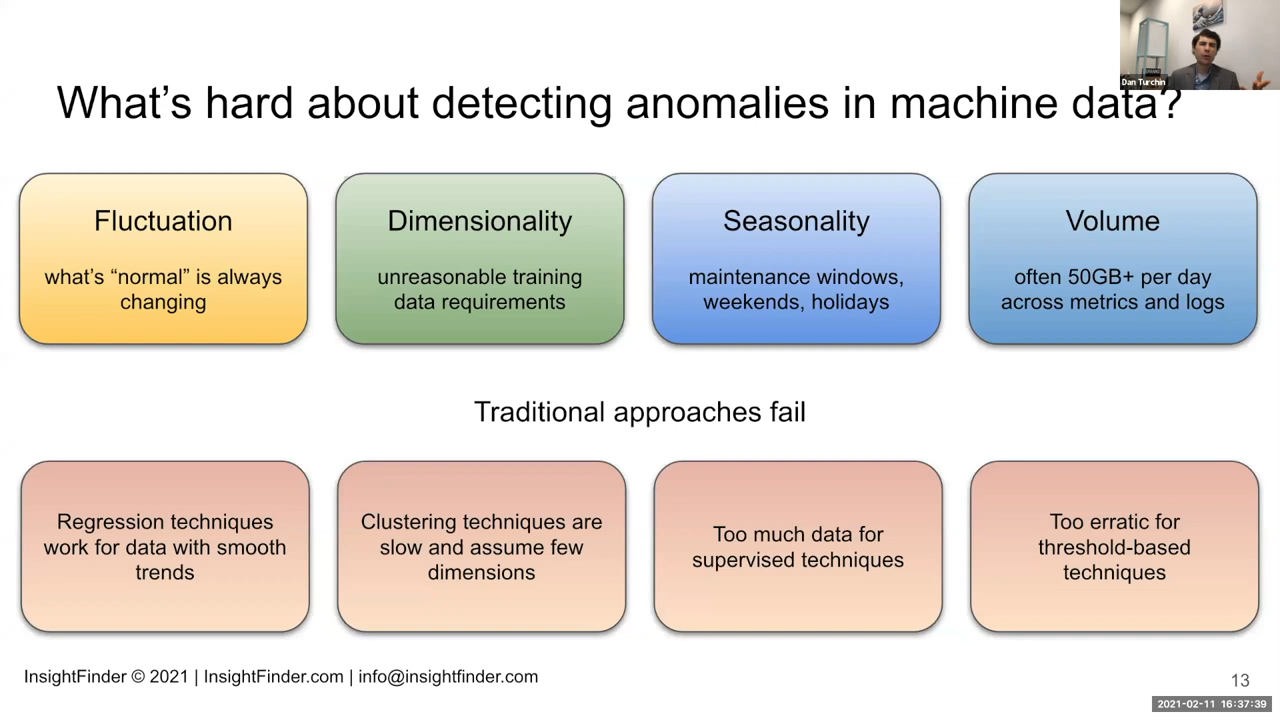 Dan Turchin
What's hard about detecting anomalies in machine data?
Fluctuation
what's “normal” is always
changing
Dimensionality
unreasonable training
data requirements
Seasonality
maintenance windows,
weekends, holidays
Volume
often 50GB+ per day
across metrics and logs
Traditional approaches fail
Regression techniques
work for data with smooth
trends
Clustering techniques are
slow and assume few
dimensions
Too much data for
supervised techniques
Too erratic for
threshold-based
techniques
InsightFinder © 2021 | InsightFinder.com | info@insightfinder.com
13
2021-02-11 16:37:39